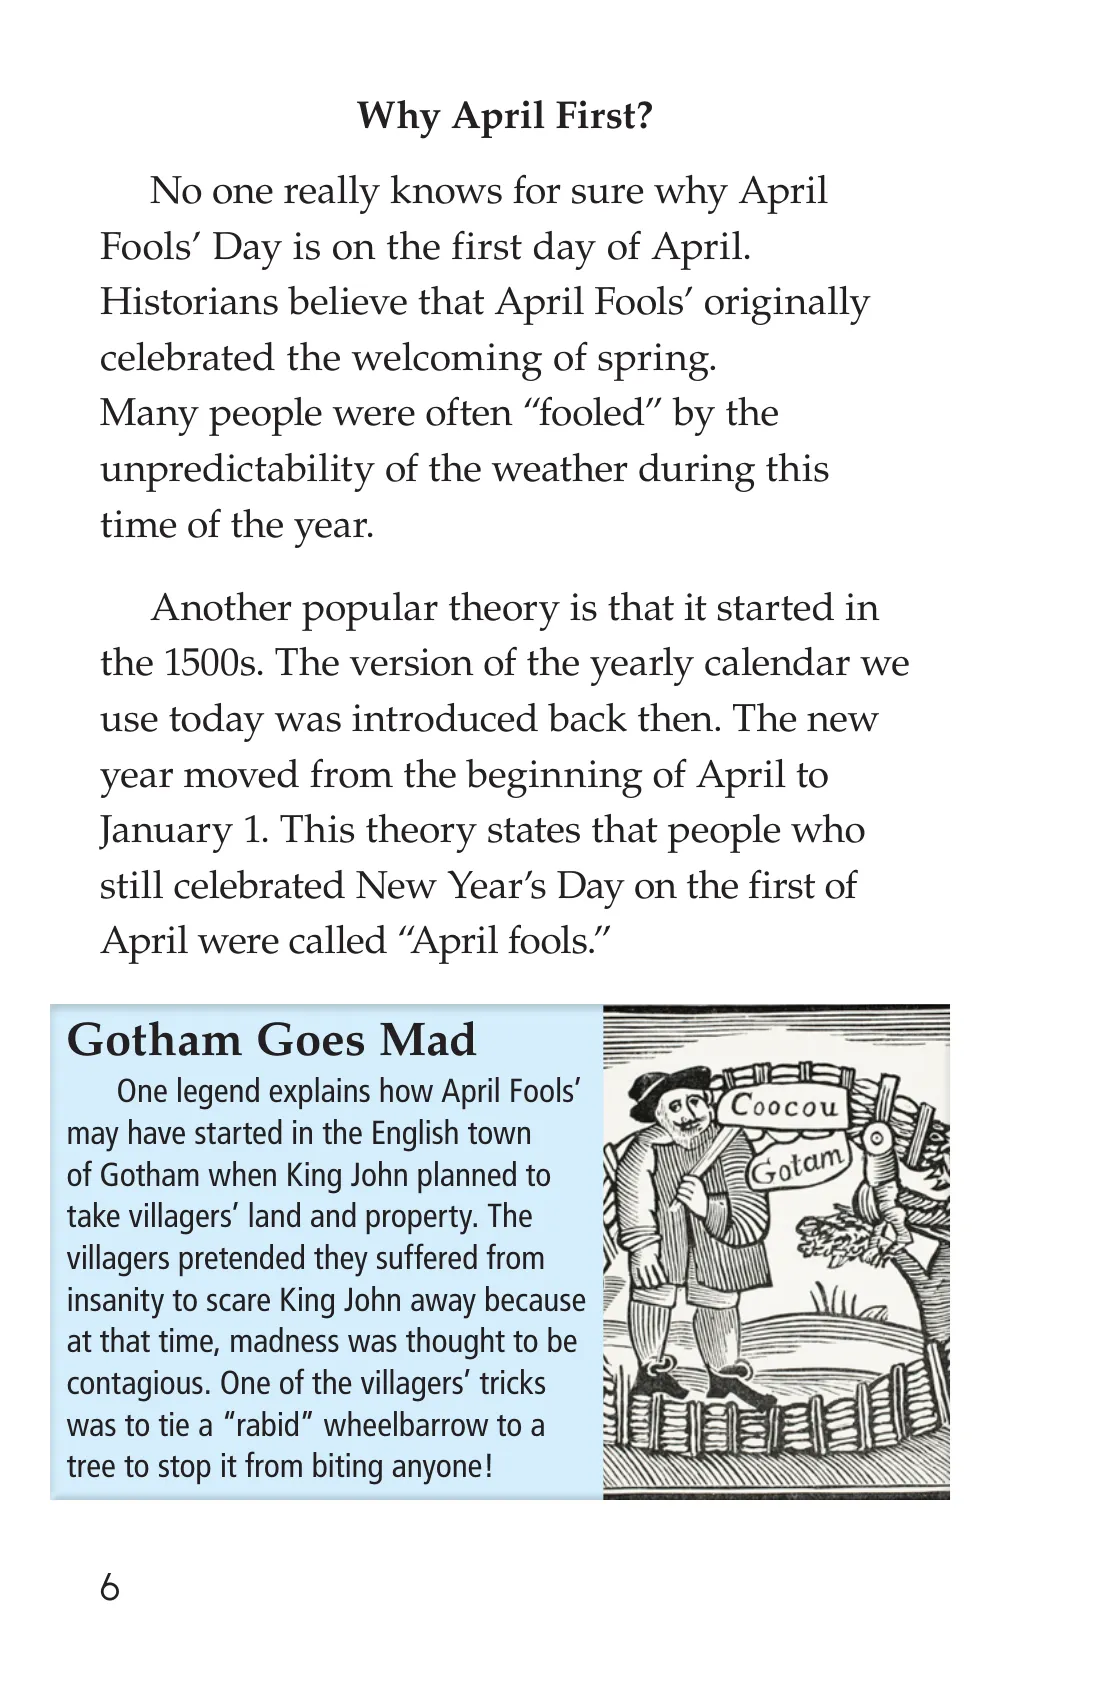 Why April First?
No one really knows for sure why April
Fools’ Day is on the first day of April.
Historians believe that April Fools’ originally
celebrated the welcoming of spring.
Many people were often “fooled” by the
unpredictability of the weather during this
time of the year.
Another popular theory is that it started in
the 1500s. The version of the yearly calendar we
use today was introduced back then. The new
year moved from the beginning of April to
January 1. This theory states that people who
still celebrated New Year’s Day on the first of
April were called “April fools.”
Gotham Goes Mad
One legend explains how April Fools’
may have started in the English town
of Gotham when King John planned to
take villagers’ land and property. The
villagers pretended they suffered from
insanity to scare King John away because
at that time, madness was thought to be
contagious. One of the villagers’ tricks
was to tie a “rabid” wheelbarrow to a
tree to stop it from biting anyone!
Coocou
Gotam
6